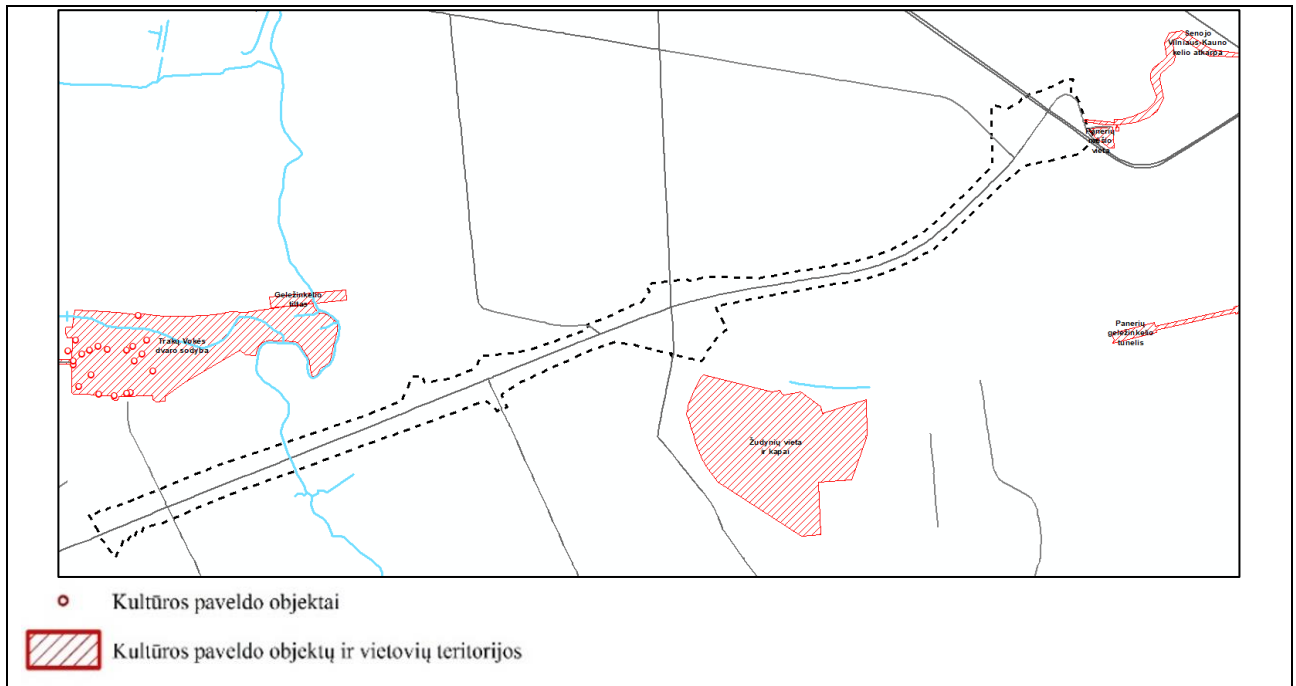 Senojo
Vilniaus-Kauno
kelio atkarpa
Panerių
mūšio
vieta
Geležinkelio
tiltas
Trakų Vokės
dvaro sodyba
Panerių
geležinkelio
tunelis
Žudynių vieta
ir kapai
Kultūros paveldo objektai
Kultūros paveldo objektų ir vietovių teritorijos